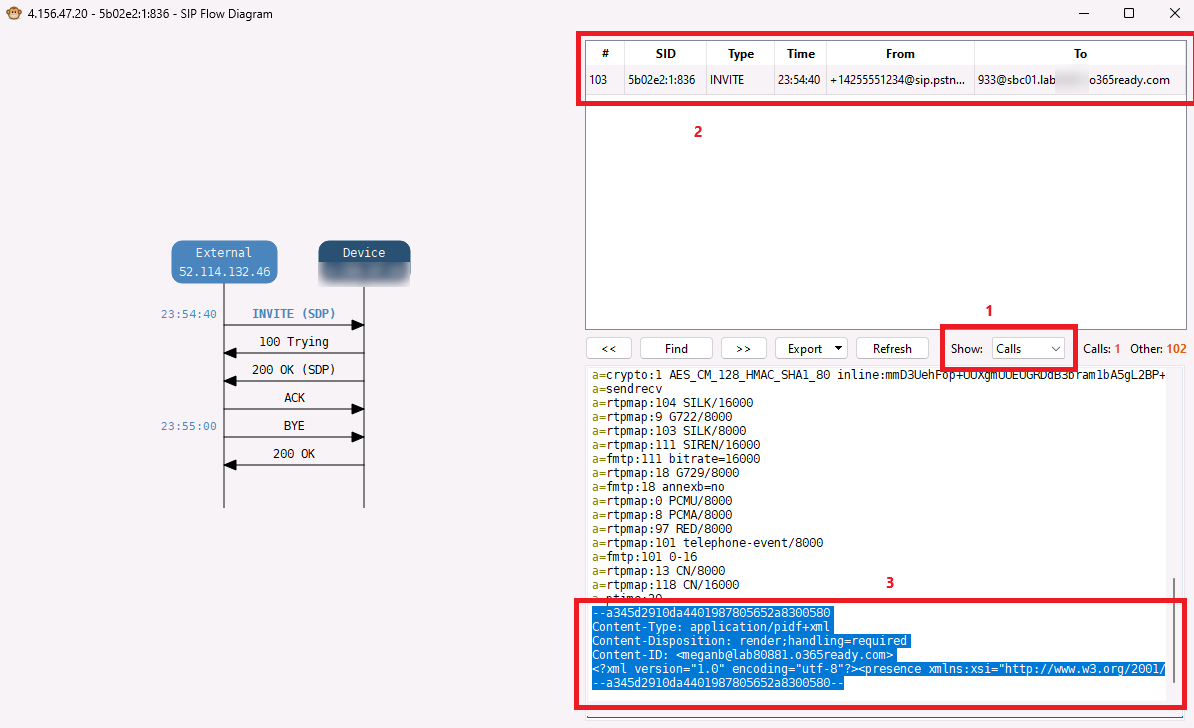 4.156.47.20 - 5b02e2:1:836 - SIP Flow Diagram
# SID Type Time From To
103 5b02e2:1:836 INVITE 23:54:40 +14255551234@sip.pstn... 933@sbc01.lab o365ready.com
2
External
52.114.132.46
Device
23:54:40 INVITE (SDP)
100 Trying
200 OK (SDP)
ACK
23:55:00 BYE
200 OK
1
<< Find >> Export Refresh Show: Calls Calls: 1 Other: 102
a=crypto:1 AES_CM_128_HMAC_SHA1_80
a=sendrecv
a=rtpmap:104 SILK/16000
a=rtpmap:9 G722/8000
a=rtpmap:103 SILK/8000
a=rtpmap:111 SIREN/16000
a=fmtp:111 bitrate=16000
a=rtpmap:18 G729/8000
a=fmtp:18 annexb=no
a=rtpmap:0 PCMU/8000
a=rtpmap:8 PCMA/8000
a=rtpmap:97 RED/8000
a=rtpmap:101 telephone-event/8000
a=fmtp:101 0-16
a=rtpmap:13 CN/8000
a=rtpmap:118 CN/16000
3
--a345d2910da4401987805652a8300580
Content-Type: application/pidf+xml
Content-Disposition: render;handling=required
Content-ID: <meganb@lab80881.o365ready.com>
<?xml version="1.0" encoding="utf-8"?><presence xmlns:xsi="http://www.w3.org/2001/
--a345d2910da4401987805652a8300580--